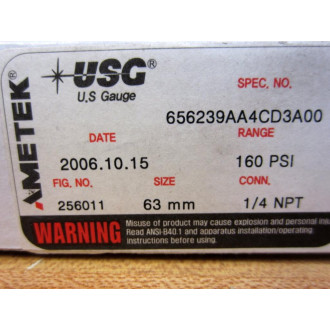 AMETEK®
USG®
U.S Gauge
SPEC. NO.
656239AA4CD3A00
DATE
RANGE
2006.10.15
160 PSI
FIG. NO.
SIZE
CONN.
256011
63 mm
1/4 NPT
WARNING
Misuse of product may cause explosion and personal
Read ANSI-B40.1 and apparatus installation/operating
instructions before using.